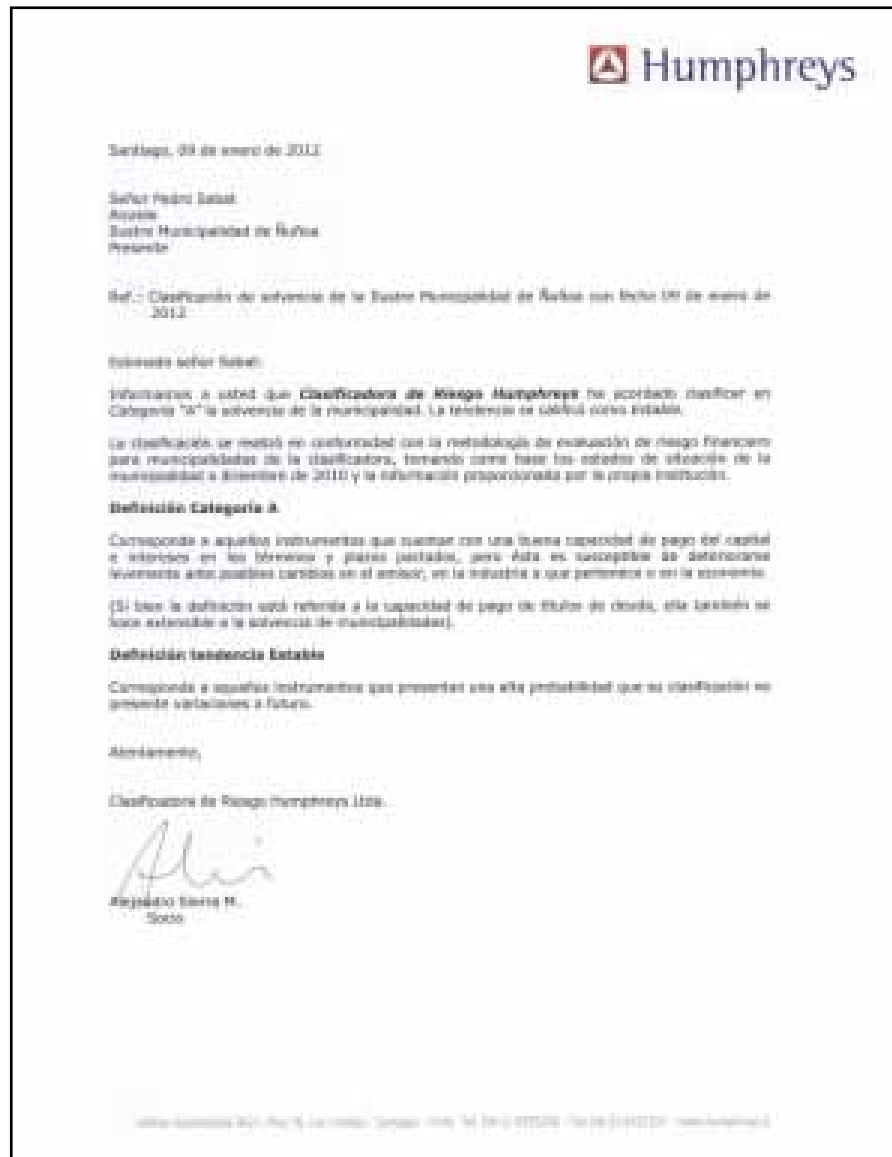 Humphreys
Santiago, 09 de enero de 2012
Señor Pedro Sabat
Alcalde
Ilustre Municipalidad de Ñuñoa
Presente
Ref.: Clasificación de solvencia de la Ilustre Municipalidad de Ñuñoa con fecha 09 de enero de
2012
Estimado señor Sabat:
Informamos a usted que Clasificadora de Riesgo Humphreys ha acordado clasificar en
Categoría "A" la solvencia de la municipalidad. La tendencia se calificó como estable.
La clasificación se realizó en conformidad con la metodología de evaluación de riesgo financiero
para municipalidades de la clasificadora, tomando como base los estados de situación de la
municipalidad a diciembre de 2010 y la información proporcionada por la propia institución.
Definición Categoría A
Corresponde a aquellos instrumentos que cuentan con una buena capacidad de pago del capital
e intereses en los términos y plazos pactados, pero ésta es susceptible de deteriorarse
levemente ante posibles cambios en el emisor, en la industria a que pertenece o en la economía.
(Si bien la definición está referida a la capacidad de pago de títulos de deuda, ella también se
hace extensible a la solvencia de municipalidades).
Definición tendencia Estable
Corresponde a aquellos instrumentos que presentan una alta probabilidad que su clasificación no
presente variaciones a futuro.
Atentamente,
Clasificadora de Riesgo Humphreys Ltda.
Alejandro Sierra M.
Socio